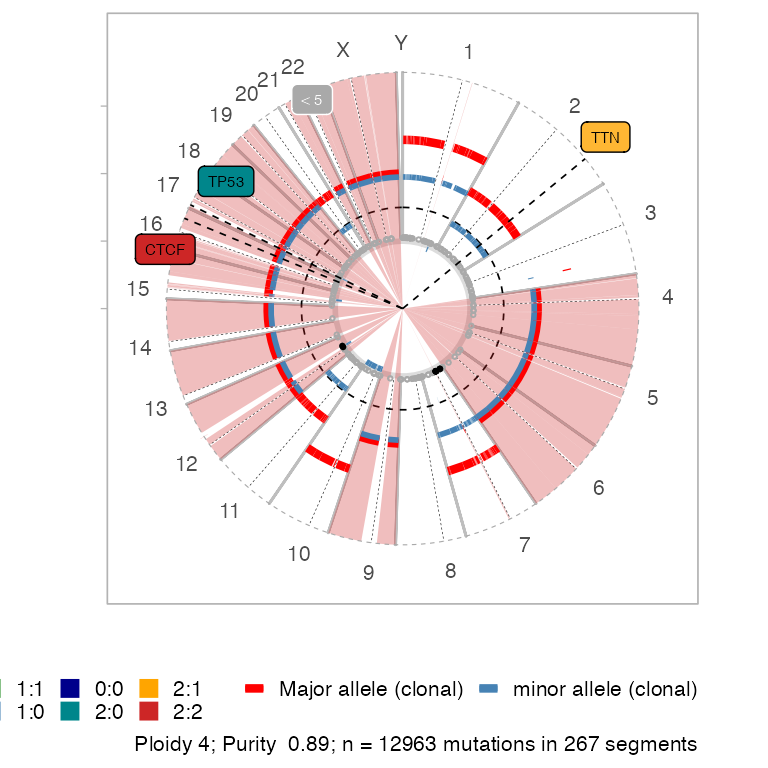 Y
1
2
TTN
3
4
5
6
7
8
9
10
11
12
13
14
15
CTCF
16
17
TP53
18
19
20
21
22
< 5
X
1:1 0:0 2:1 Major allele (clonal) minor allele (clonal)
1:0 2:0 2:2
Ploidy 4; Purity 0.89; n = 12963 mutations in 267 segments